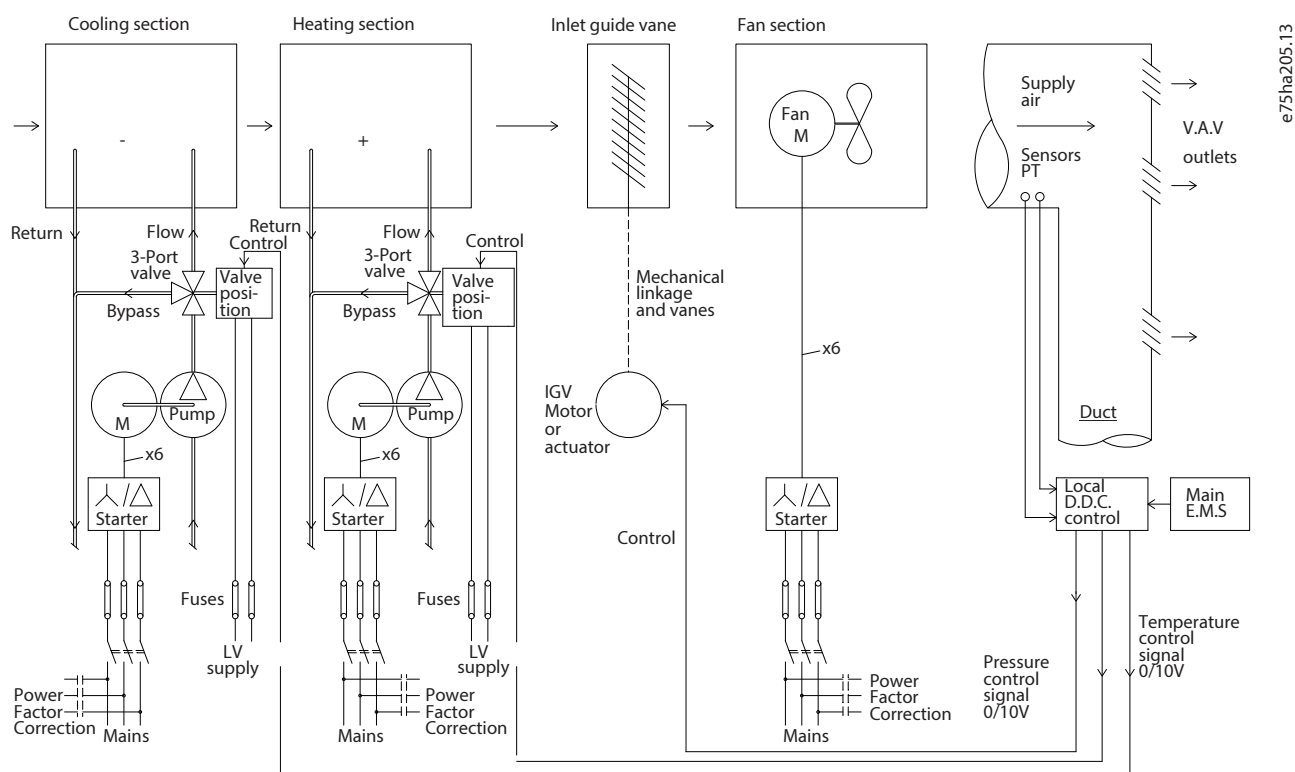 Cooling section
Heating section
Inlet guide vane
Fan section
e75ha205.13
-
+
Fan
M
Supply
air
Sensors
PT
V.A.V
outlets
Return
Flow
Control
3-Port
valve
Valve
posi-
tion
Bypass
Return
Flow
Control
3-Port
valve
Valve
posi-
tion
Bypass
Mechanical
linkage
and vanes
x6
M
Pump
x6
M
Pump
x6
IGV
Motor
or
actuator
Duct
Starter
Starter
Starter
Local
D.D.C.
control
Main
E.M.S
Control
Fuses
Fuses
LV
supply
LV
supply
Power
Factor
Correction
Mains
Power
Factor
Correction
Mains
Power
Factor
Correction
Mains
Pressure
control
signal
0/10V
Temperature
control
signal
0/10V